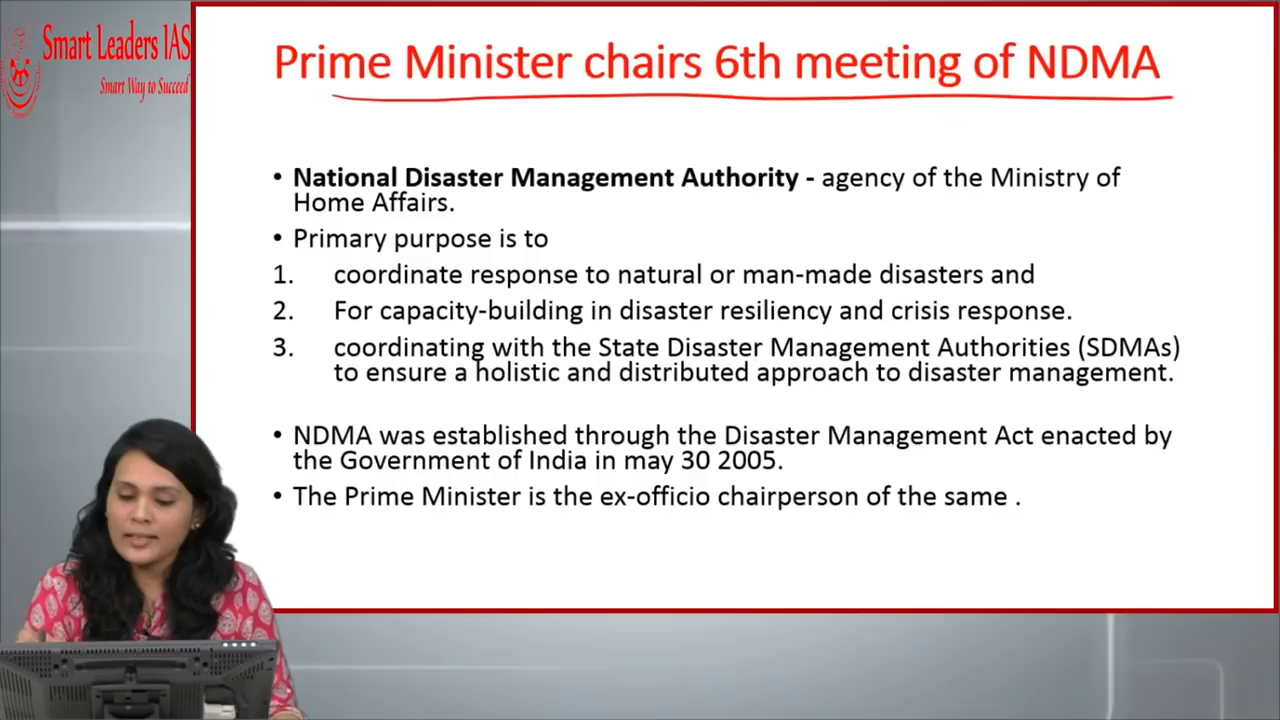 Smart Leaders IAS
Smart Way to Succeed
Prime Minister chairs 6th meeting of NDMA
• National Disaster Management Authority - agency of the Ministry of
Home Affairs.
• Primary purpose is to
1. coordinate response to natural or man-made disasters and
2. For capacity-building in disaster resiliency and crisis response.
3. coordinating with the State Disaster Management Authorities (SDMAs)
to ensure a holistic and distributed approach to disaster management.
• NDMA was established through the Disaster Management Act enacted by
the Government of India in may 30 2005.
• The Prime Minister is the ex-officio chairperson of the same .